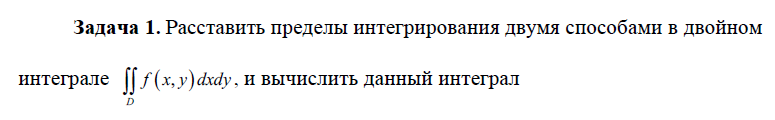 Задача 1. Расставить пределы интегрирования двумя способами в двойном
интеграле ∬_D f(x,y)dxdy, и вычислить данный интеграл